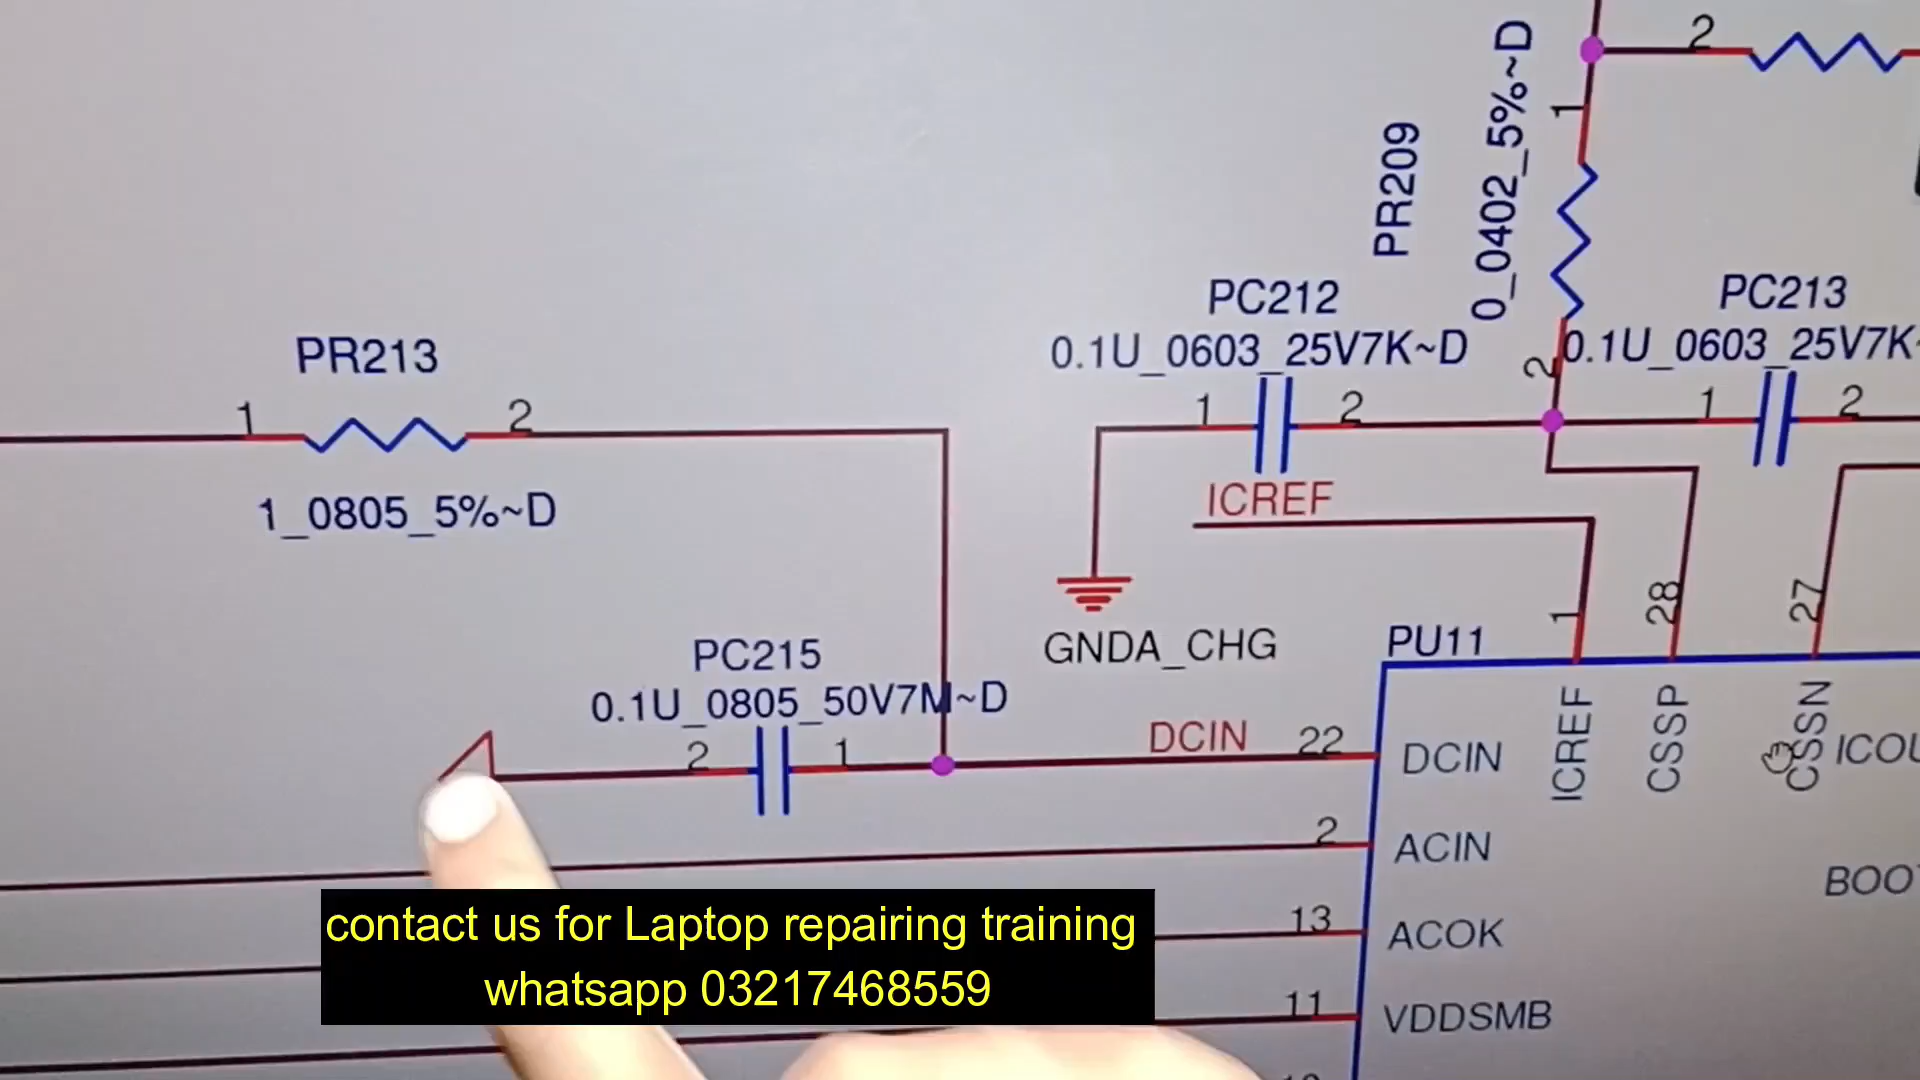 2
1
0_0402_5%~D
PR209
PC212
0.1U_0603_25V7K~D
1
2
2
PC213
0.1U_0603_25V7K
1
2
PR213
1
2
1_0805_5%~D
ICREF
GNDA_CHG
1
28
27
PU11
PC215
0.1U_0805_50V7M~D
2
1
DCIN
22
DCIN
ICREF
CSSP
CSSN
2
ACIN
13
ACOK
11
VDDSMB
contact us for Laptop repairing training
whatsapp 03217468559